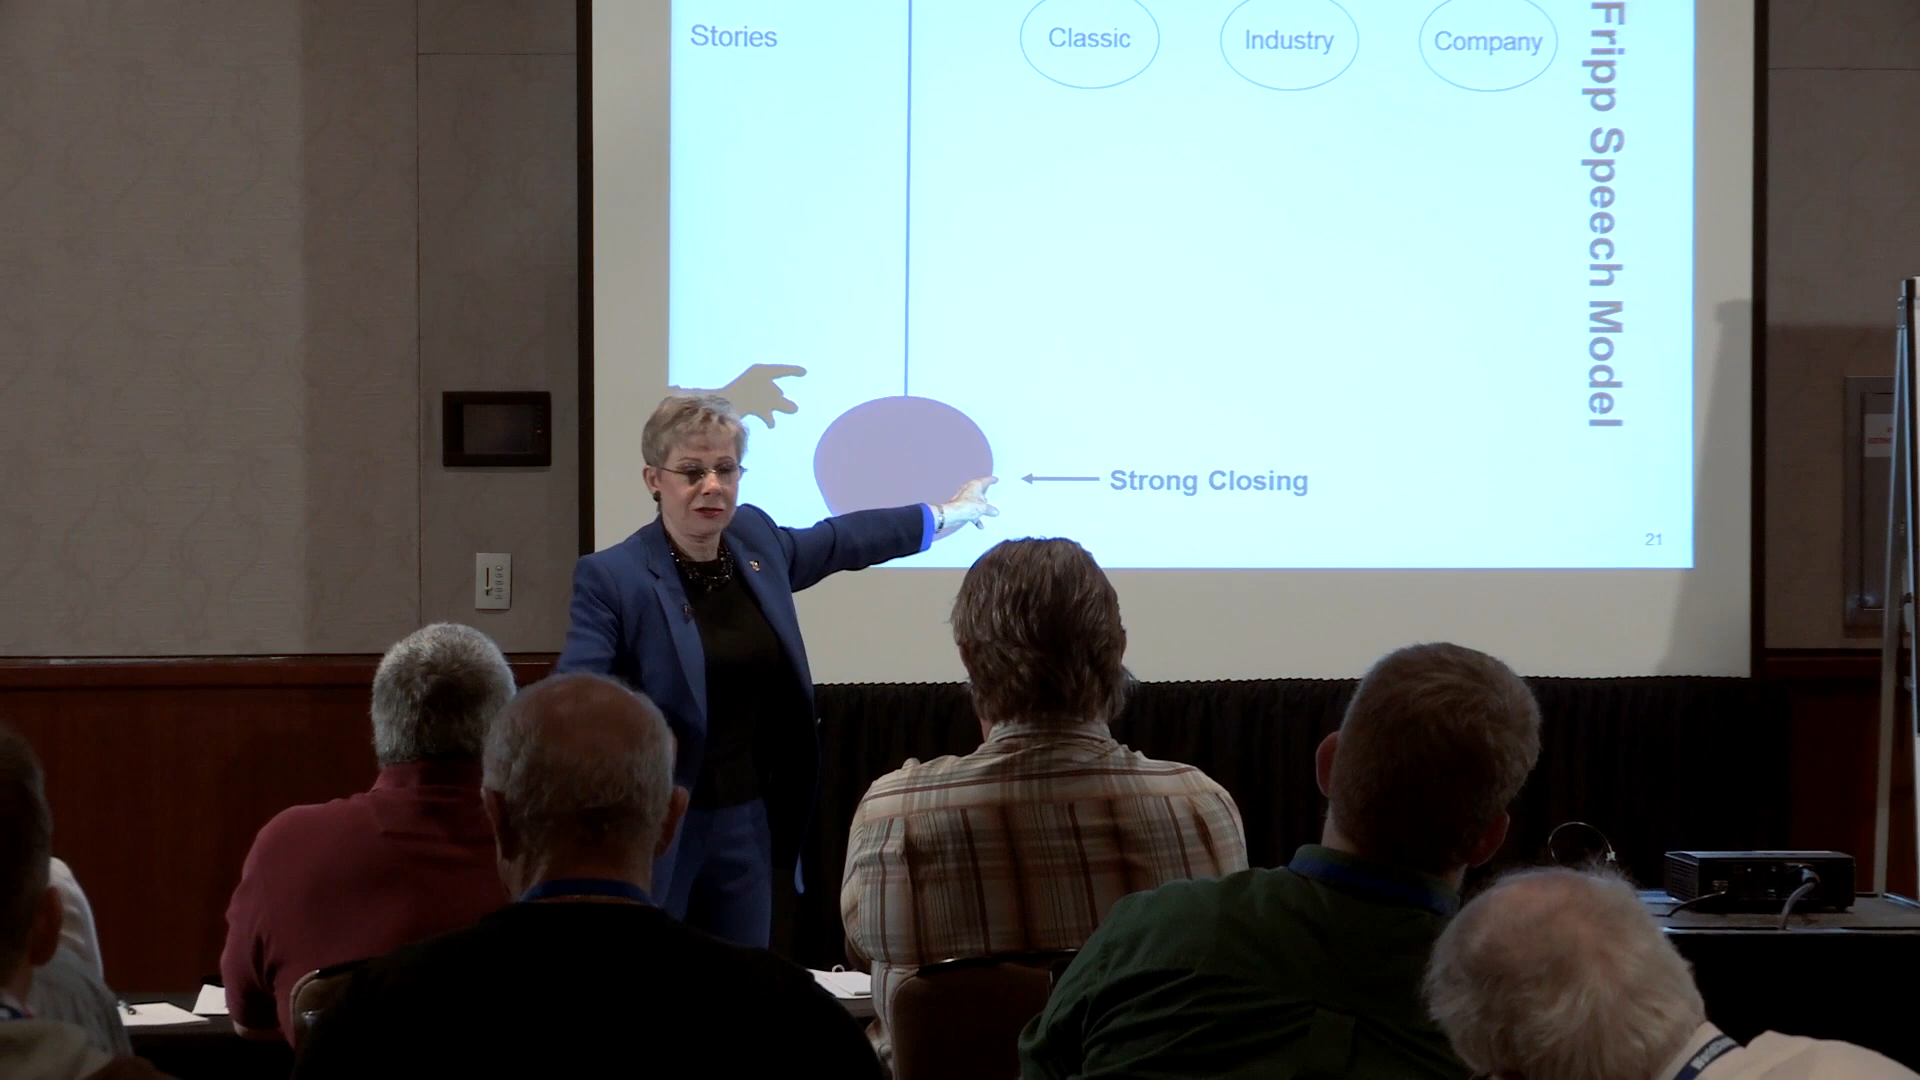 Stories
Classic
Industry
Company
Fripp Speech Model
Strong Closing
21